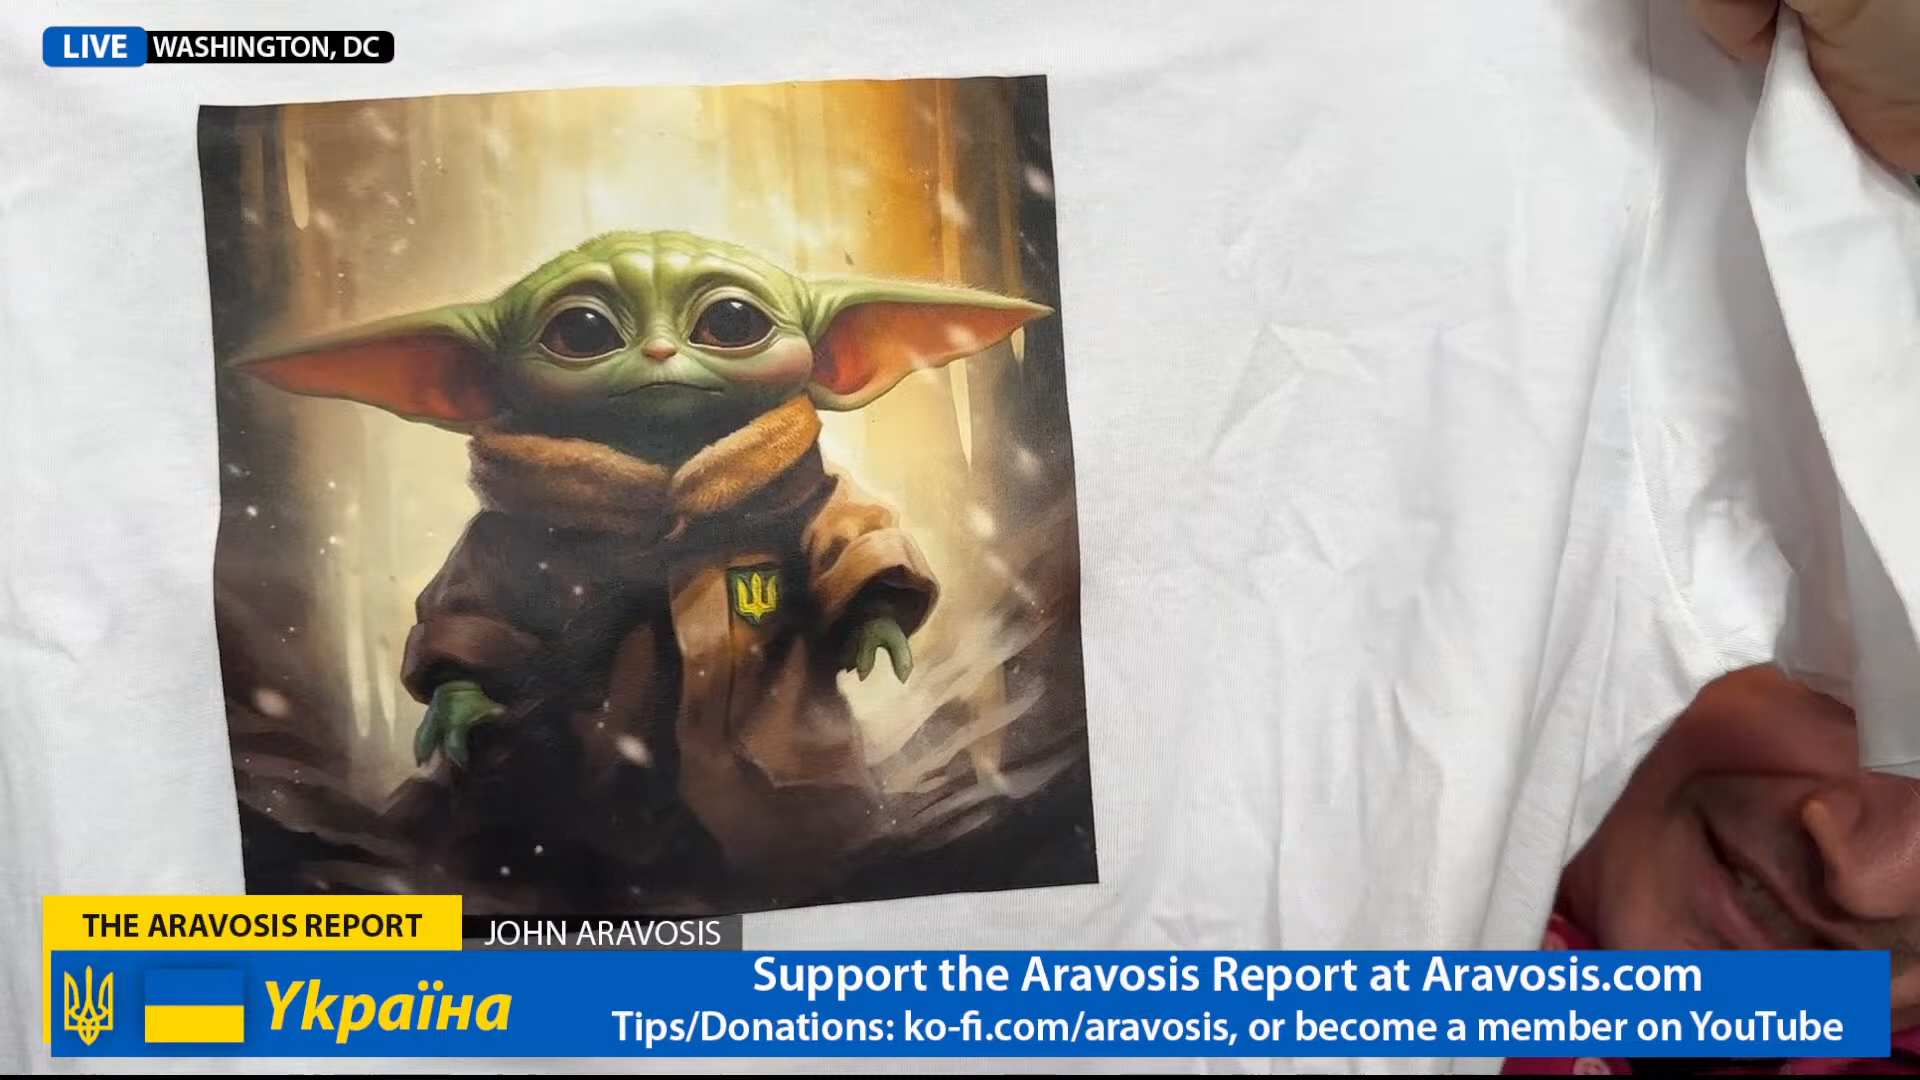 LIVE WASHINGTON, DC
THE ARAVOSIS REPORT
JOHN ARAVOSIS
Україна
Support the Aravosis Report at Aravosis.com
Tips/Donations: ko-fi.com/aravosis, or become a member on YouTube